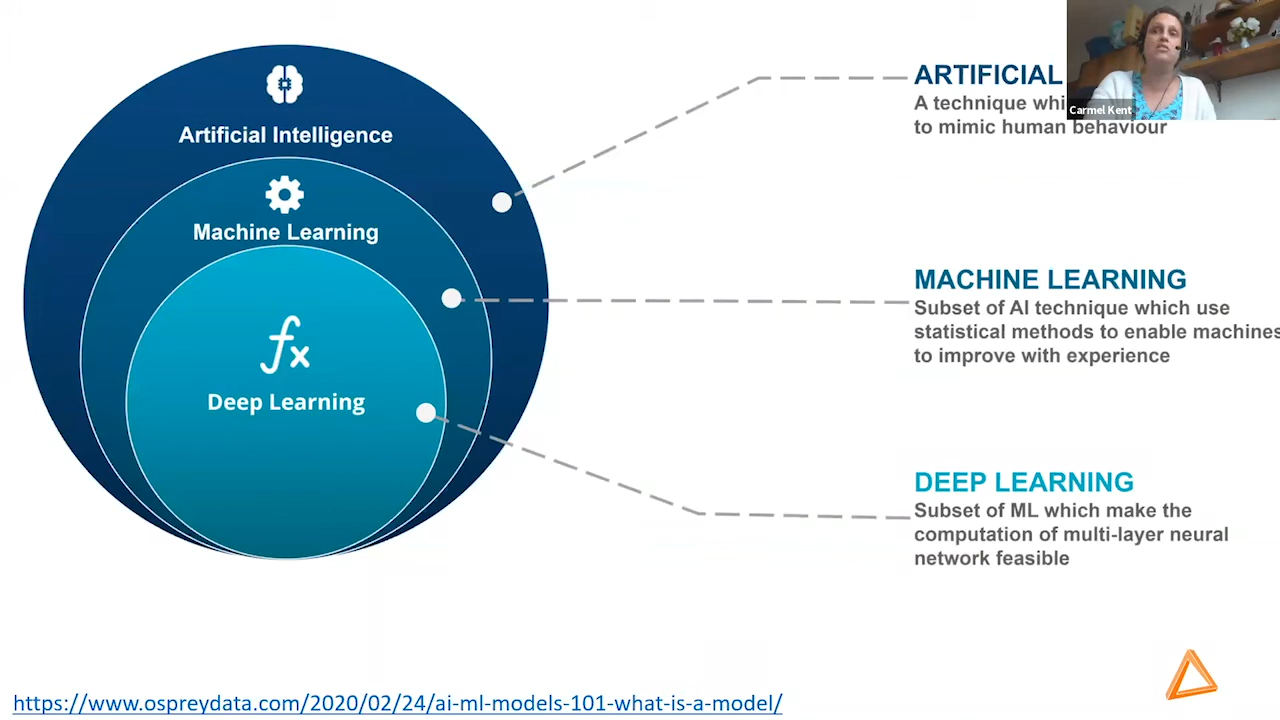 Artificial Intelligence
Machine Learning
fx
Deep Learning
ARTIFICIAL
A technique whi
to mimic human behaviour
Carmel Kent
MACHINE LEARNING
Subset of AI technique which use
statistical methods to enable machines
to improve with experience
DEEP LEARNING
Subset of ML which make the
computation of multi-layer neural
network feasible
https://www.ospreydata.com/2020/02/24/ai-ml-models-101-what-is-a-model/